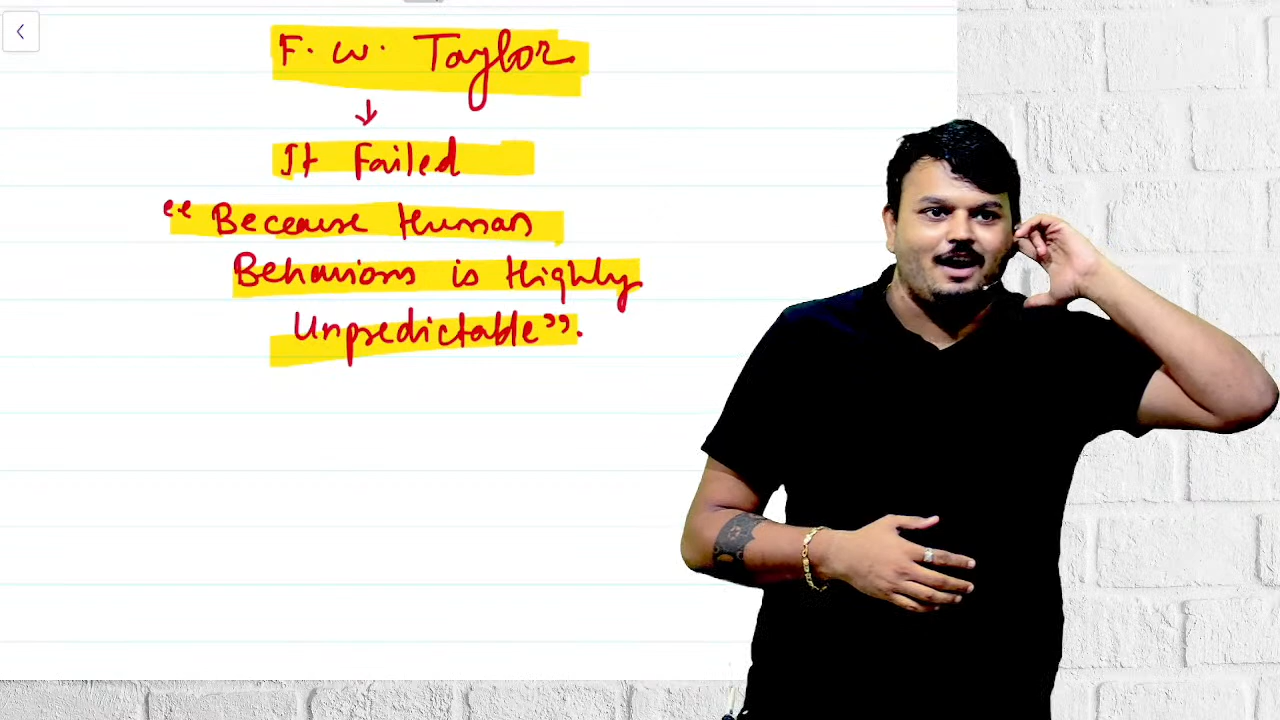 F. W. Taylor
↓
It Failed
"Because Human
Behaviors is Highly
Unpredictable".